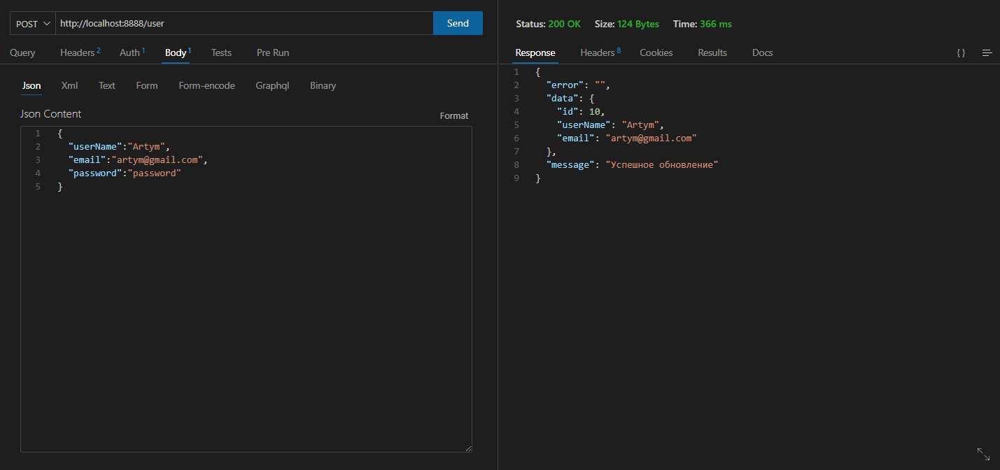 POST http://localhost:8888/user Send
Query Headers 2 Auth 1 Body 1 Tests Pre Run
Json Xml Text Form Form-encode Graphql Binary
Json Content Format
1 {
2 "userName":"Artym",
3 "email":"artym@gmail.com",
4 "password":"password"
5 }
Status: 200 OK Size: 124 Bytes Time: 366 ms
Response Headers 8 Cookies Results Docs {}
1 {
2 "error": "",
3 "data": {
4 "id": 10,
5 "userName": "Artym",
6 "email": "artym@gmail.com"
7 },
8 "message": "Успешное обновление"
9 }